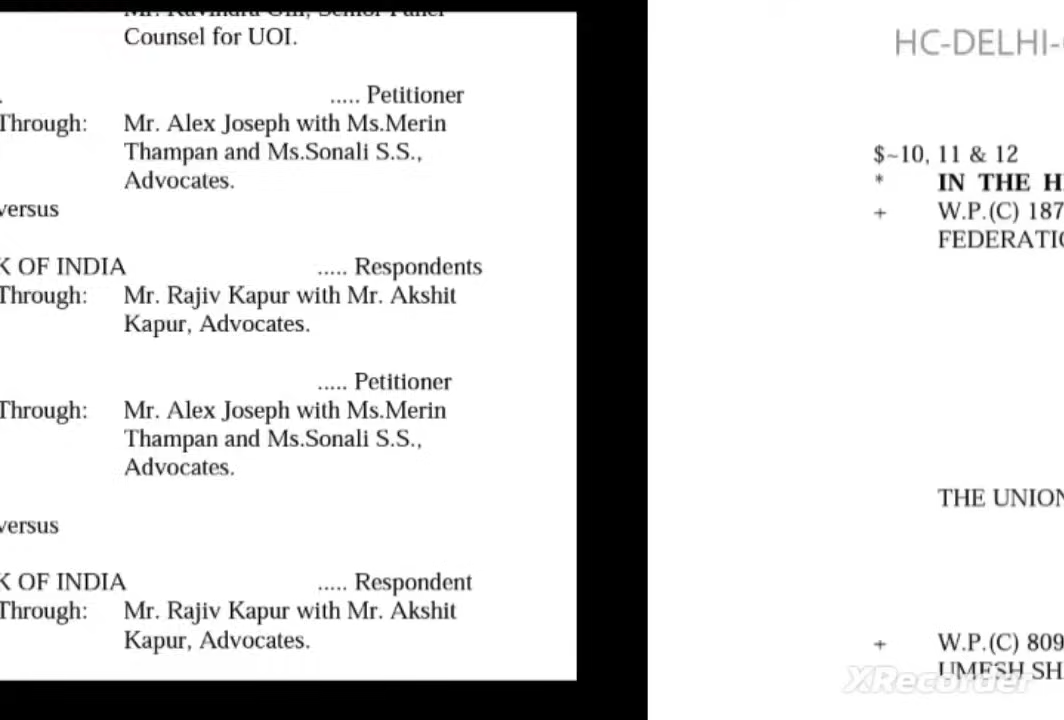 Counsel for UOI.
..... Petitioner
Through: Mr. Alex Joseph with Ms.Merin
Thampan and Ms.Sonali S.S.,
Advocates.
versus
K OF INDIA ..... Respondents
Through: Mr. Rajiv Kapur with Mr. Akshit
Kapur, Advocates.
..... Petitioner
Through: Mr. Alex Joseph with Ms.Merin
Thampan and Ms.Sonali S.S.,
Advocates.
versus
K OF INDIA ..... Respondent
Through: Mr. Rajiv Kapur with Mr. Akshit
Kapur, Advocates.
HC-DELHI-
$~10, 11 & 12
* IN THE H
+ W.P.(C) 187
FEDERATIO
THE UNION
+ W.P.(C) 809
UMESH SH
XRecorder